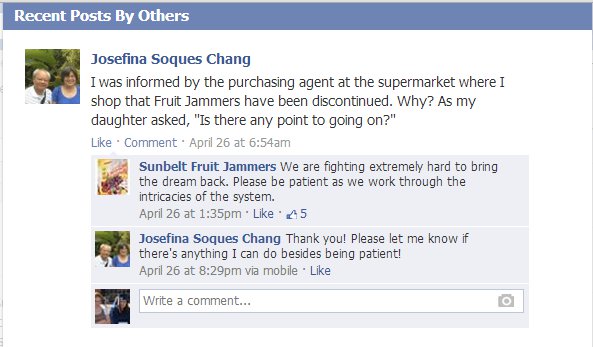 Recent Posts By Others
Josefina Soques Chang
I was informed by the purchasing agent at the supermarket where I
shop that Fruit Jammers have been discontinued. Why? As my
daughter asked, "Is there any point to going on?"
Like · Comment · April 26 at 6:54am
Sunbelt Fruit Jammers We are fighting extremely hard to bring
the dream back. Please be patient as we work through the
intricacies of the system.
April 26 at 1:35pm · Like · 5
Josefina Soques Chang Thank you! Please let me know if
there's anything I can do besides being patient!
April 26 at 8:29pm via mobile · Like
Write a comment...